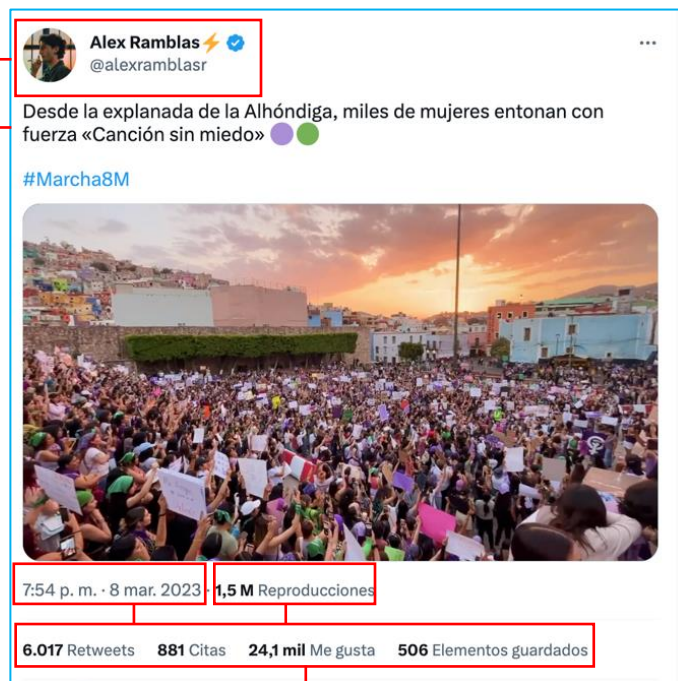 Alex Ramblas⚡
@alexramblasr
Desde la explanada de la Alhóndiga, miles de mujeres entonan con
fuerza «Canción sin miedo» 🟣🟢
#Marcha8M
7:54 p. m. · 8 mar. 2023 · 1,5 M Reproducciones
6.017 Retweets 881 Citas 24,1 mil Me gusta 506 Elementos guardados